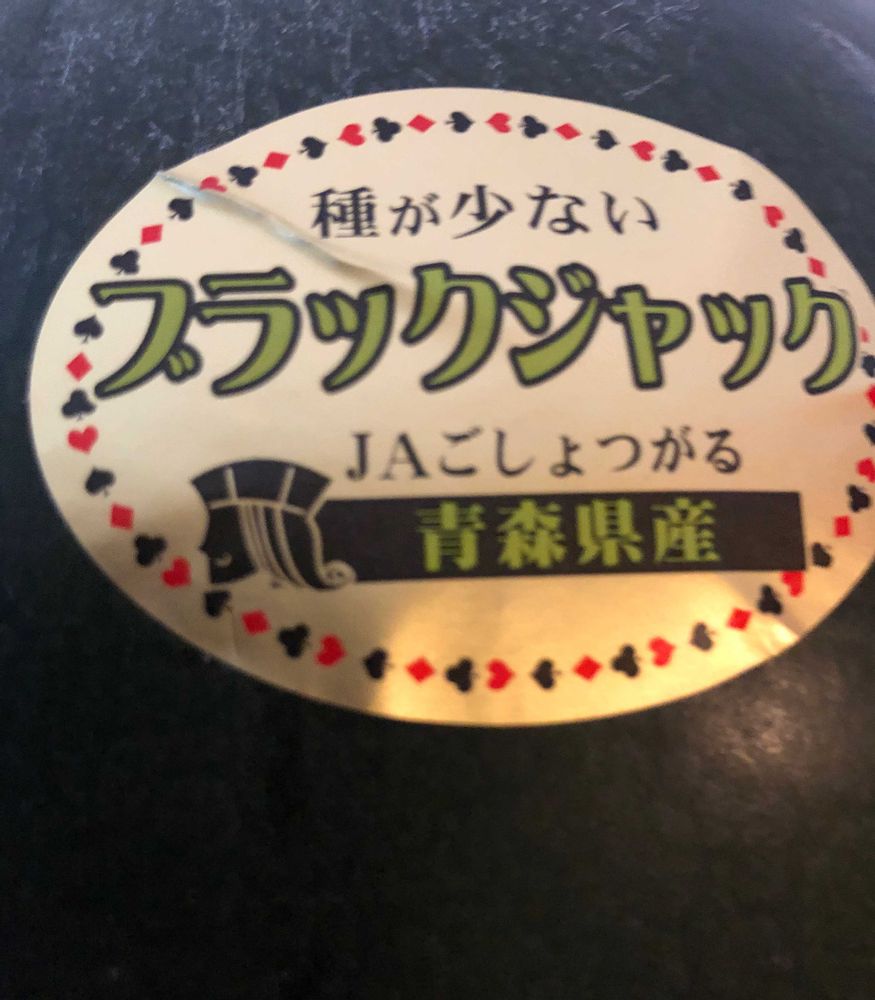 種が少ない
ブラックジャック
JAごしょつがる
青森県産